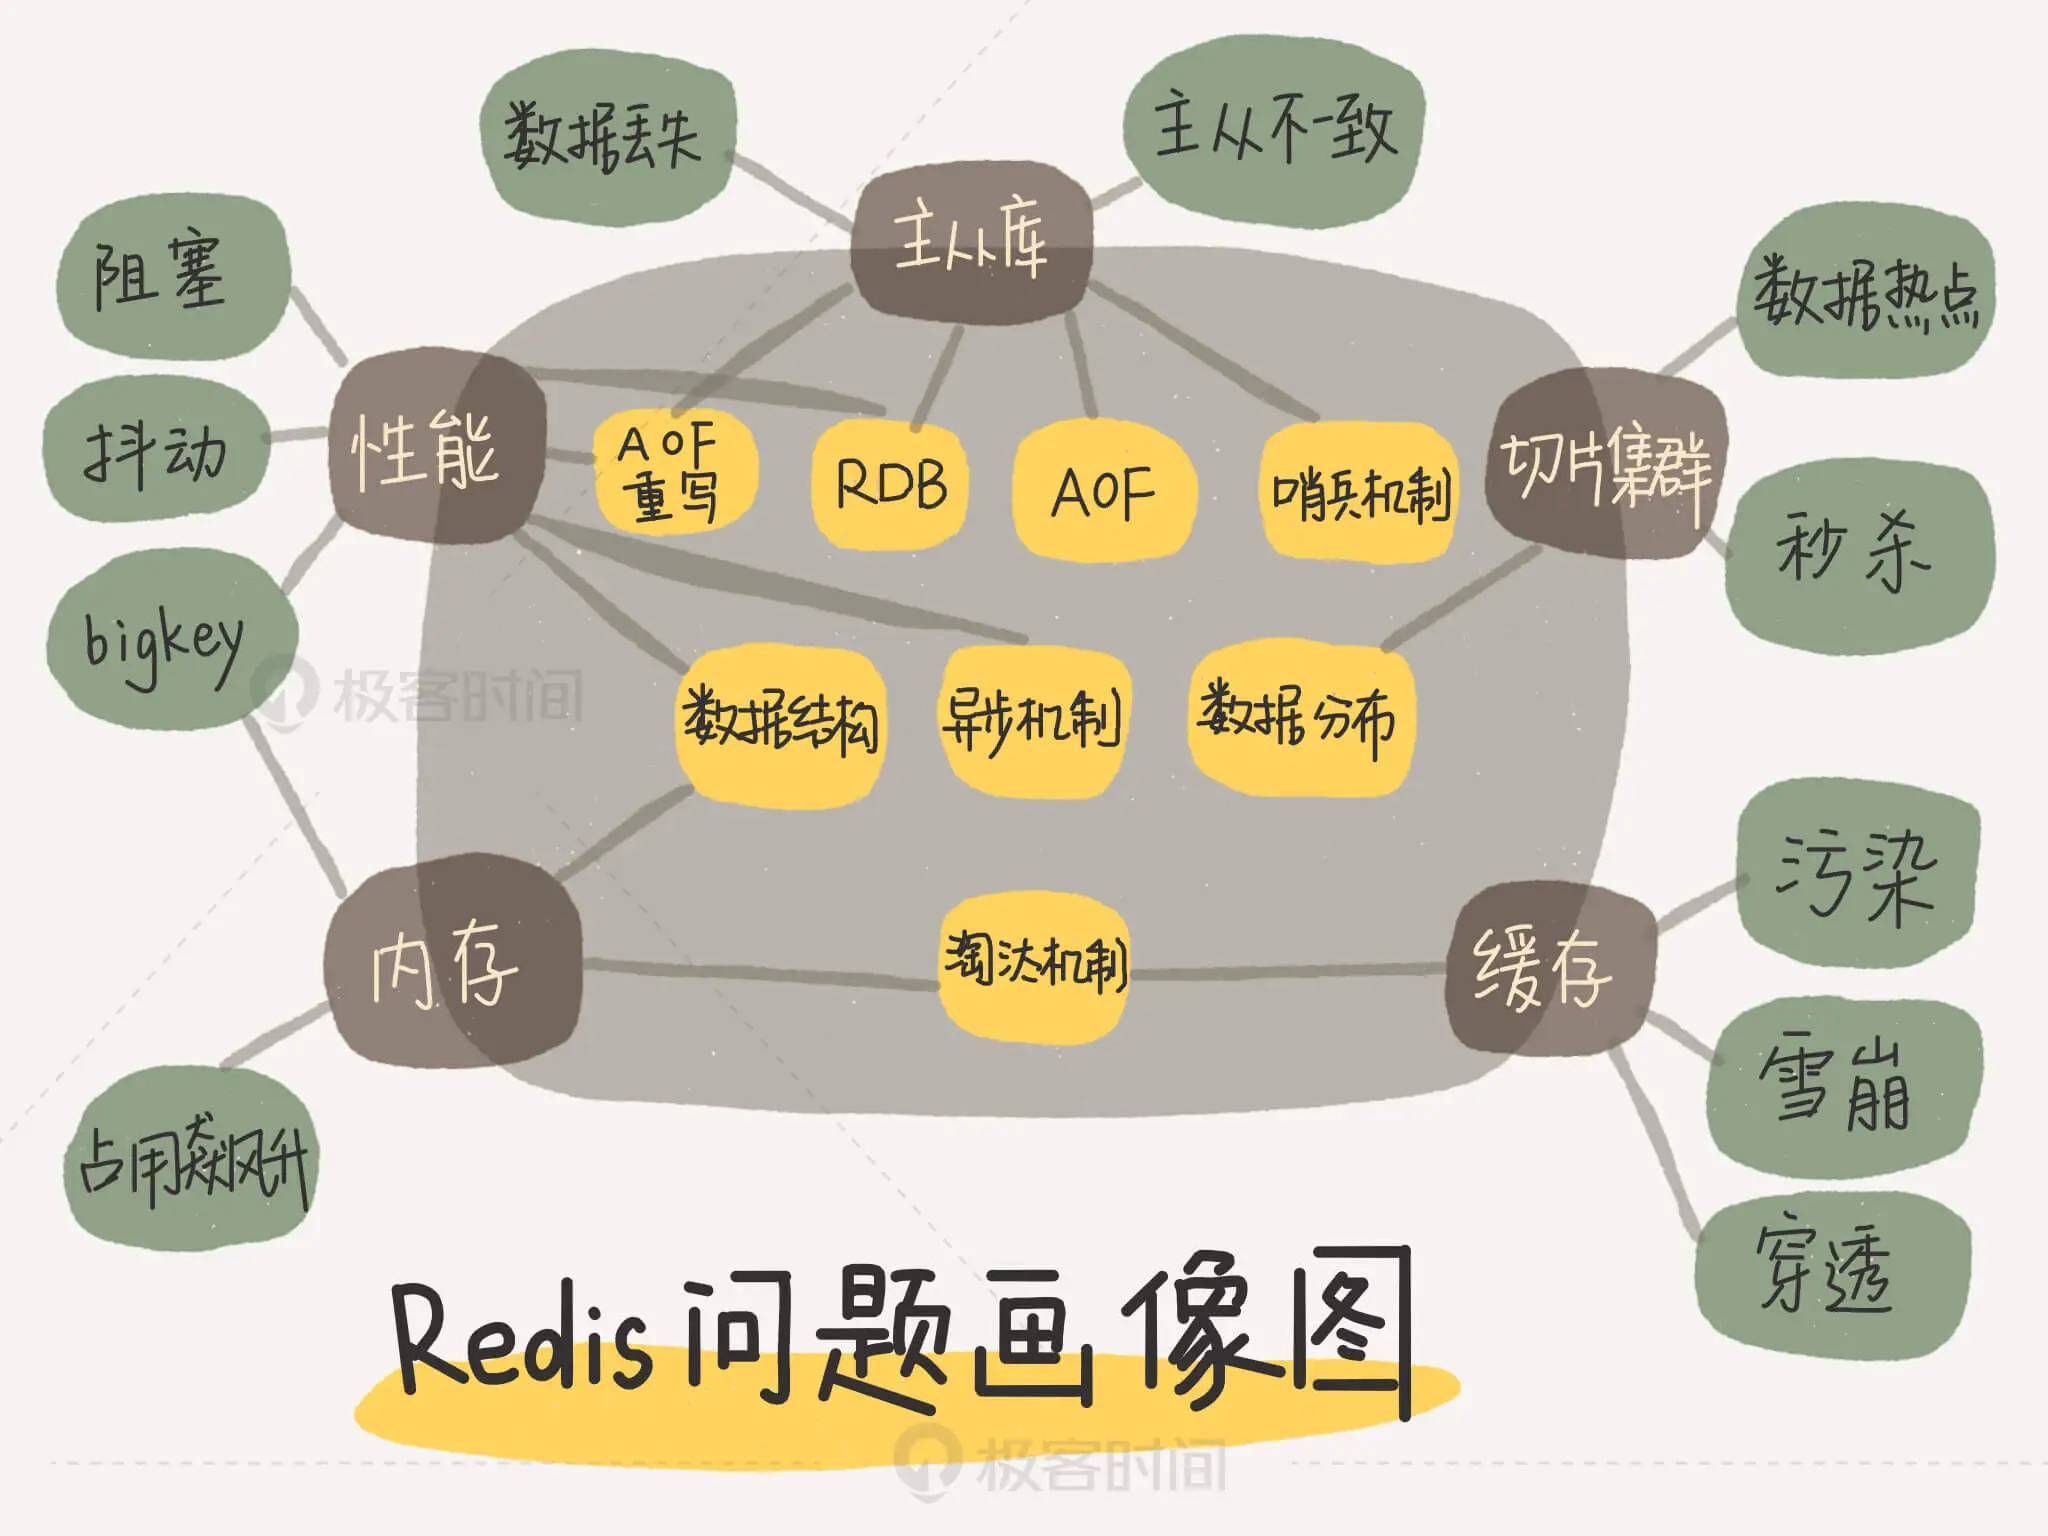 数据丢失
主从不一致
主从库
阻塞
数据热点
抖动
性能
AOF
重写
RDB
AOF
哨兵机制
切片集群
秒杀
bigkey
极客时间
数据结构
异步机制
数据分布
污染
内存
淘汰机制
缓存
雪崩
占用飙升
穿透
Redis问题画像图
极客时间